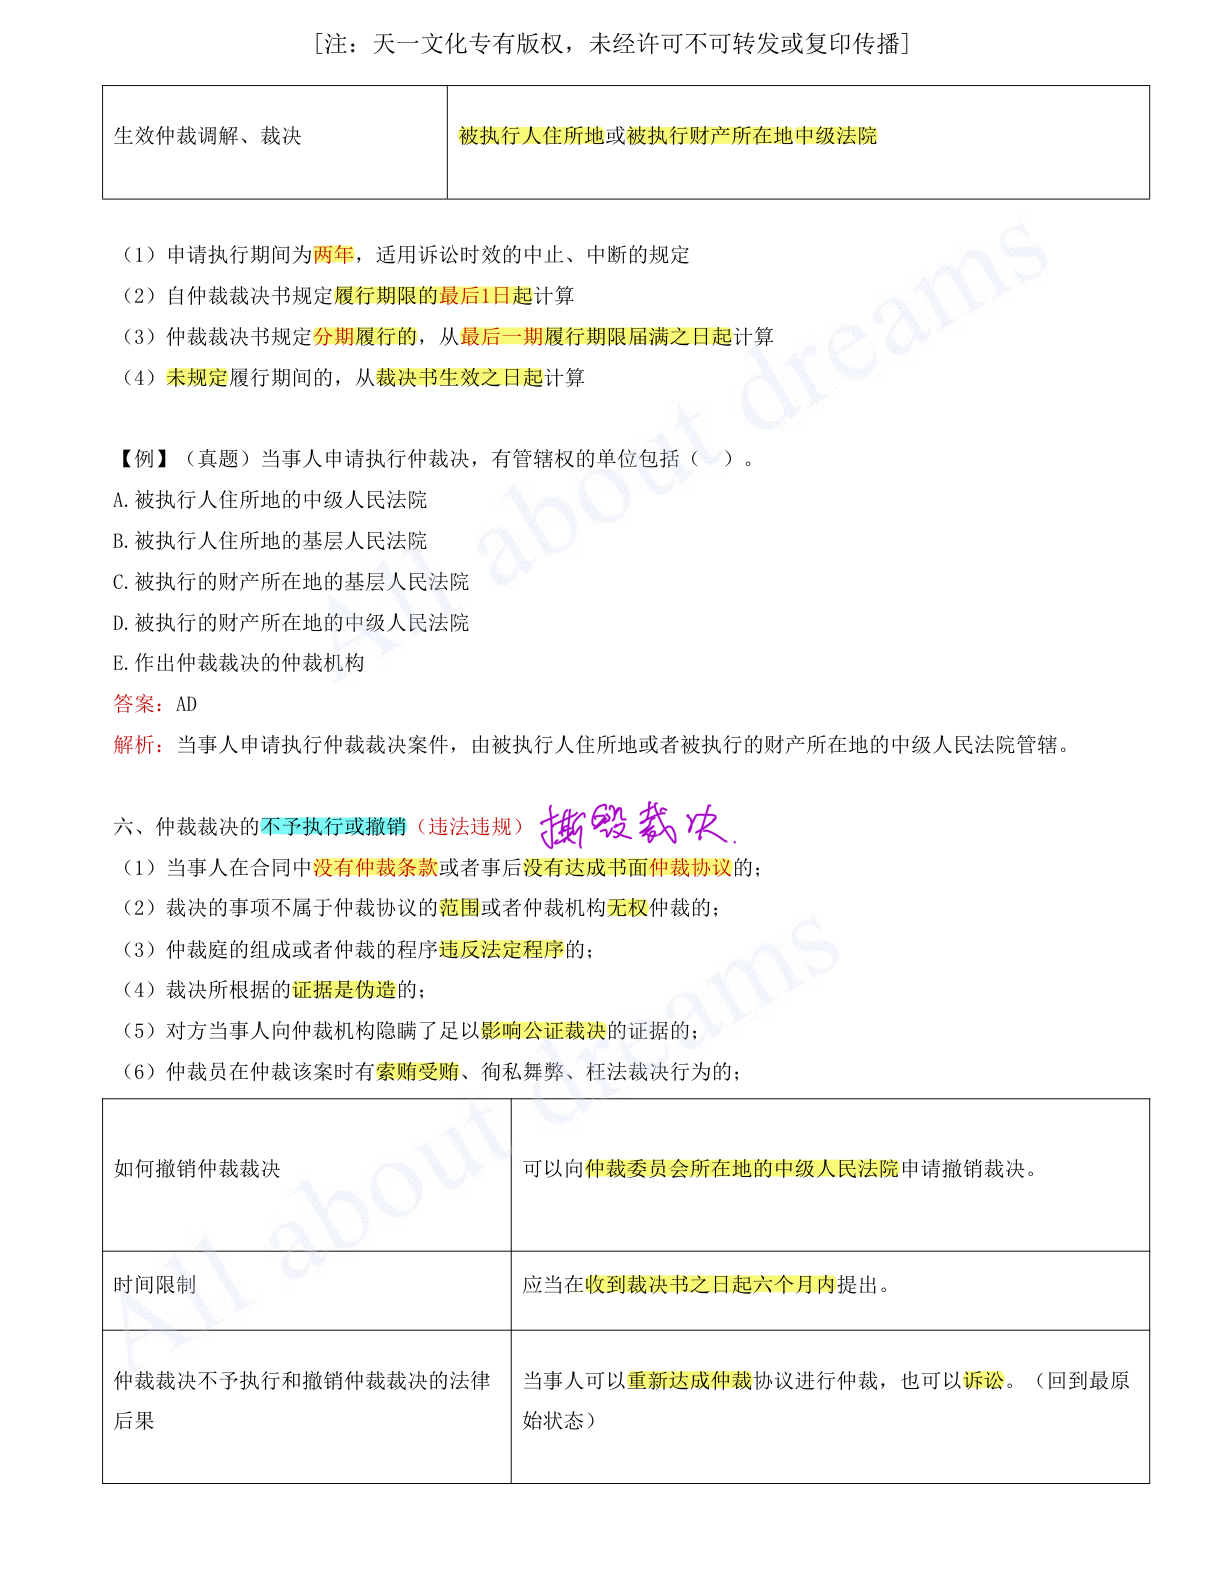 [注：天一文化专有版权，未经许可不可转发或复印传播]
生效仲裁调解、裁决
被执行人住所地或被执行财产所在地中级法院
（1）申请执行期间为两年，适用诉讼时效的中止、中断的规定
（2）自仲裁裁决书规定履行期限的最后1日起计算
（3）仲裁裁决书规定分期履行的，从最后一期履行期限届满之日起计算
（4）未规定履行期间的，从裁决书生效之日起计算
【例】（真题）当事人申请执行仲裁决，有管辖权的单位包括（　）。
A.被执行人住所地的中级人民法院
B.被执行人住所地的基层人民法院
C.被执行的财产所在地的基层人民法院
D.被执行的财产所在地的中级人民法院
E.作出仲裁裁决的仲裁机构
答案：AD
解析：当事人申请执行仲裁裁决案件，由被执行人住所地或者被执行的财产所在地的中级人民法院管辖。
六、仲裁裁决的不予执行或撤销（违法违规） 撕毁裁决.
（1）当事人在合同中没有仲裁条款或者事后没有达成书面仲裁协议的；
（2）裁决的事项不属于仲裁协议的范围或者仲裁机构无权仲裁的；
（3）仲裁庭的组成或者仲裁的程序违反法定程序的；
（4）裁决所根据的证据是伪造的；
（5）对方当事人向仲裁机构隐瞒了足以影响公证裁决的证据的；
（6）仲裁员在仲裁该案时有索贿受贿、徇私舞弊、枉法裁决行为的；
如何撤销仲裁裁决
可以向仲裁委员会所在地的中级人民法院申请撤销裁决。
时间限制
应当在收到裁决书之日起六个月内提出。
仲裁裁决不予执行和撤销仲裁裁决的法律
后果
当事人可以重新达成仲裁协议进行仲裁，也可以诉讼。（回到最原
始状态）
All about dreams
All about dreams